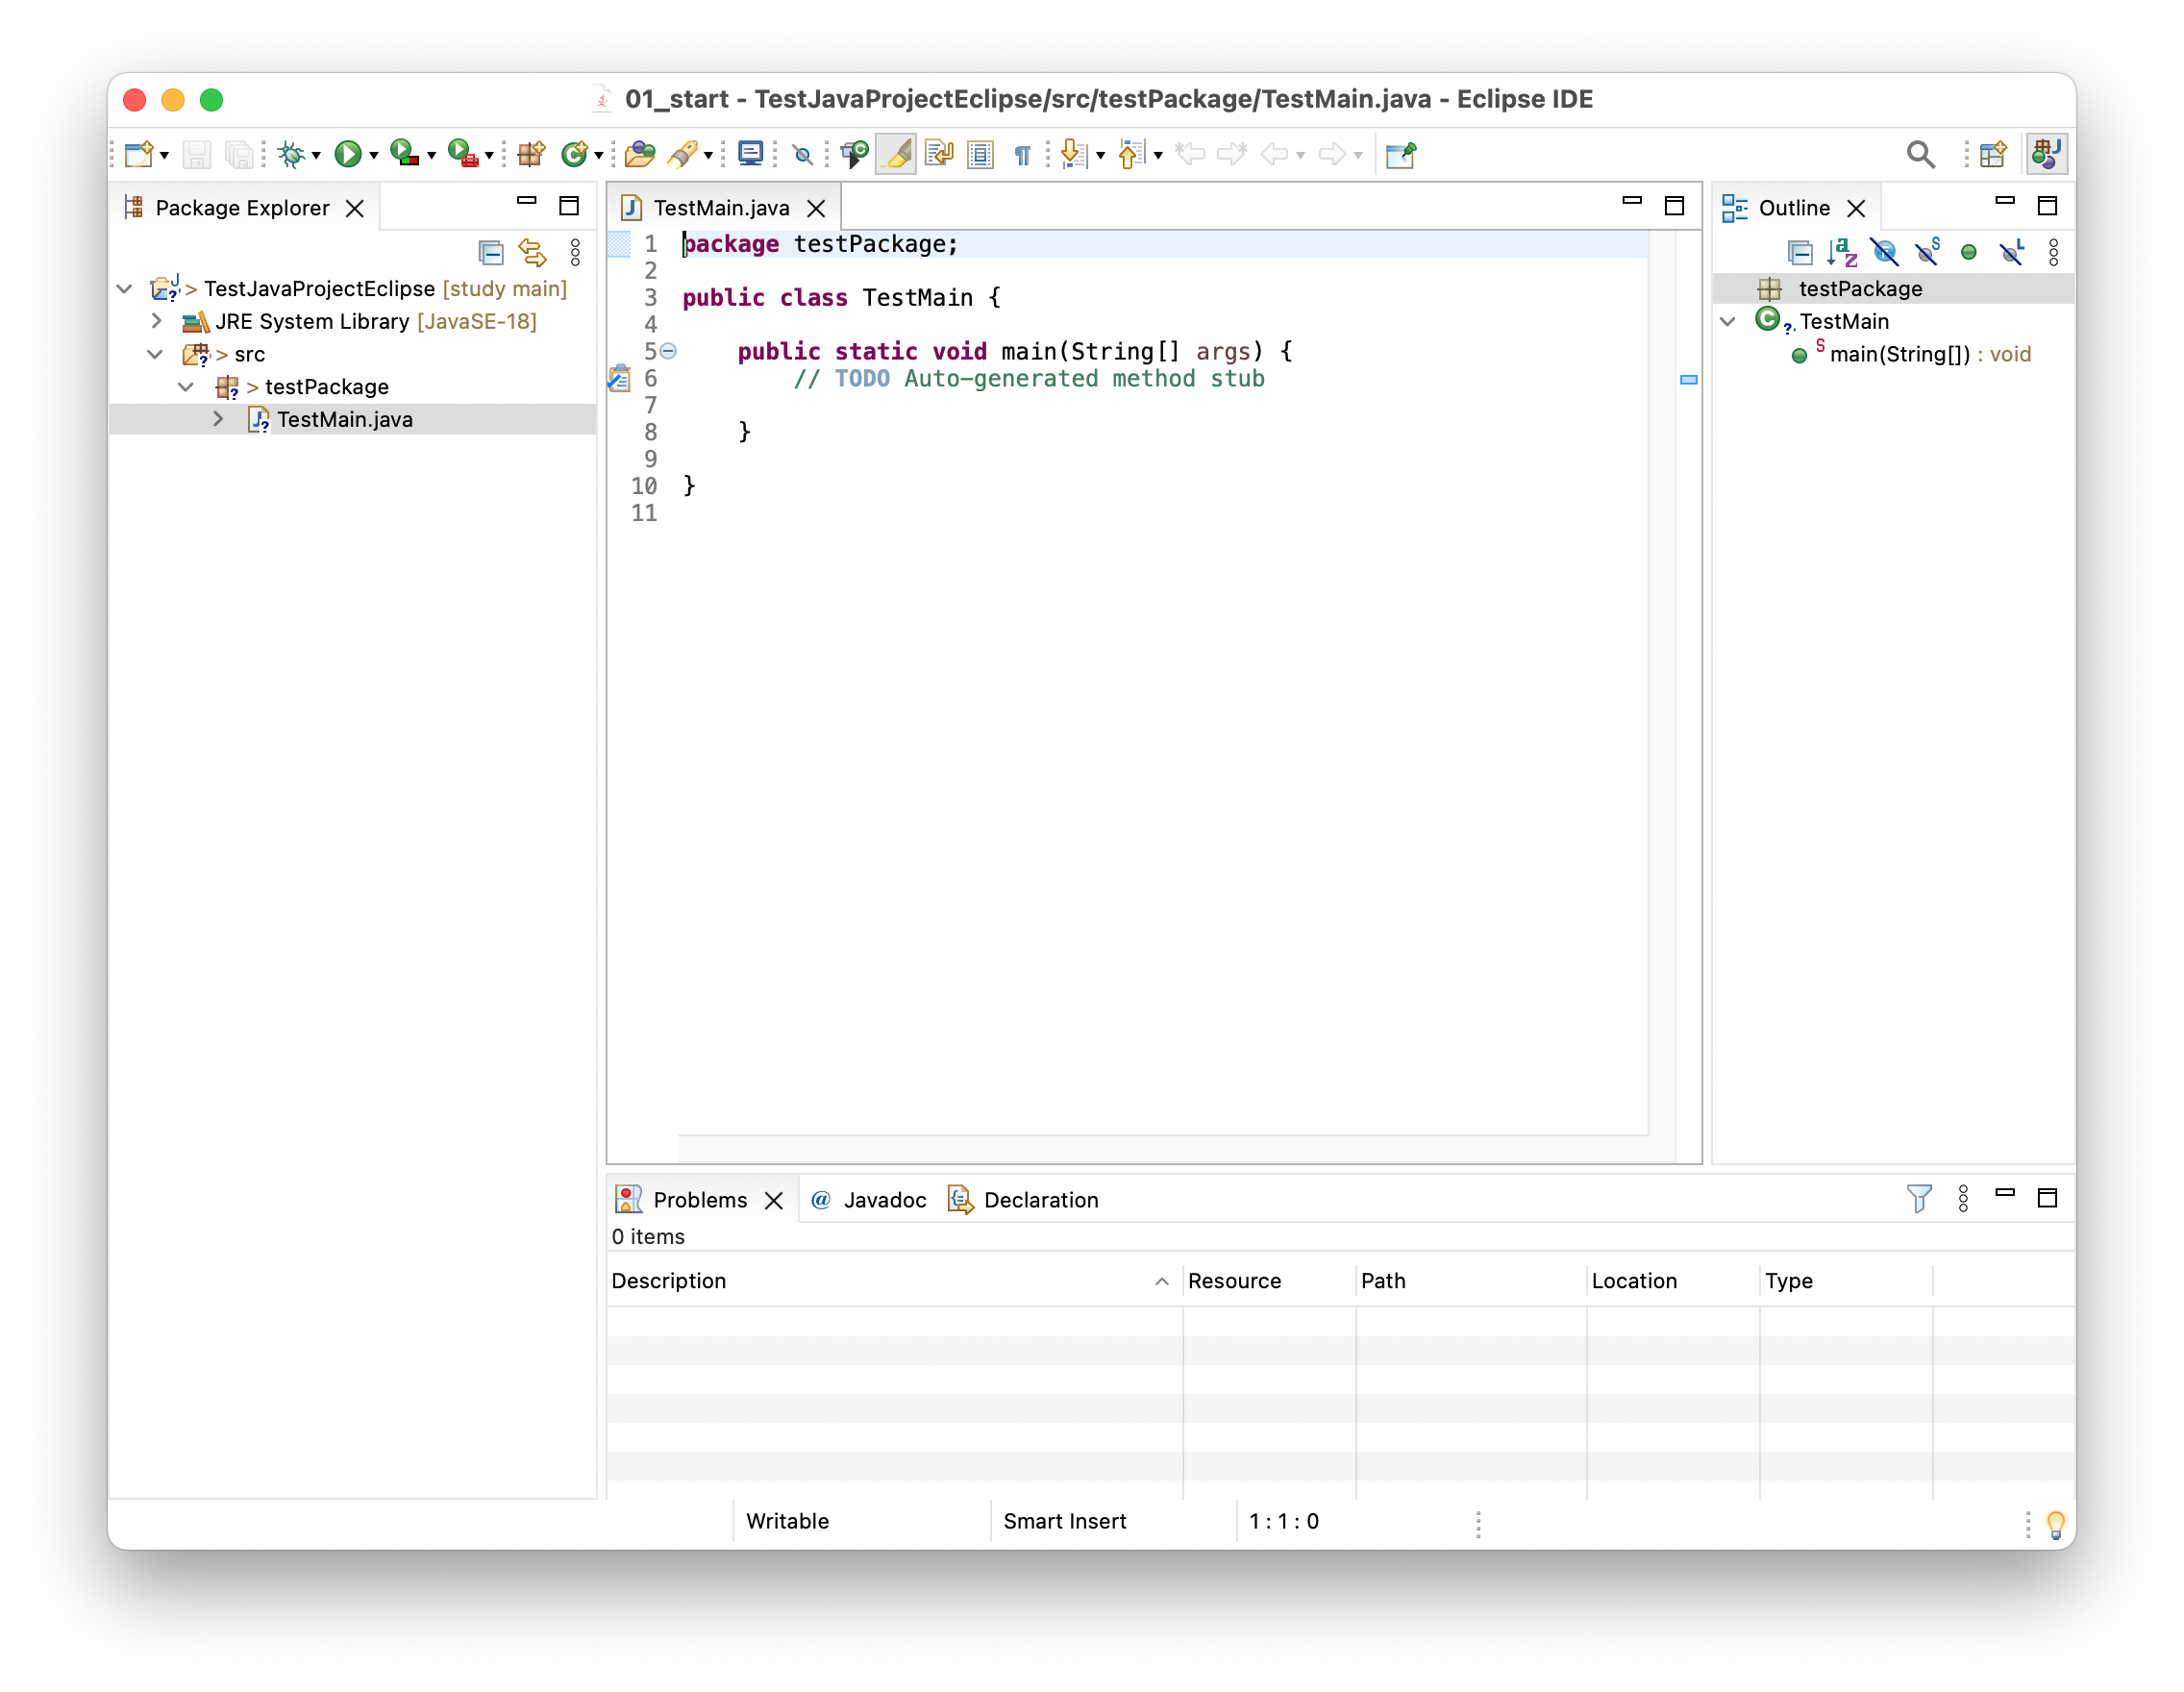 01_start - TestJavaProjectEclipse/src/testPackage/TestMain.java - Eclipse IDE
Package Explorer
> TestJavaProjectEclipse [study main]
JRE System Library [JavaSE-18]
> src
> testPackage
TestMain.java
TestMain.java
1 package testPackage;
2
3 public class TestMain {
4
5 public static void main(String[] args) {
6 // TODO Auto-generated method stub
7
8 }
9
10 }
11
Outline
testPackage
TestMain
main(String[]) : void
Problems
Javadoc
Declaration
0 items
Description Resource Path Location Type
Writable Smart Insert 1 : 1 : 0